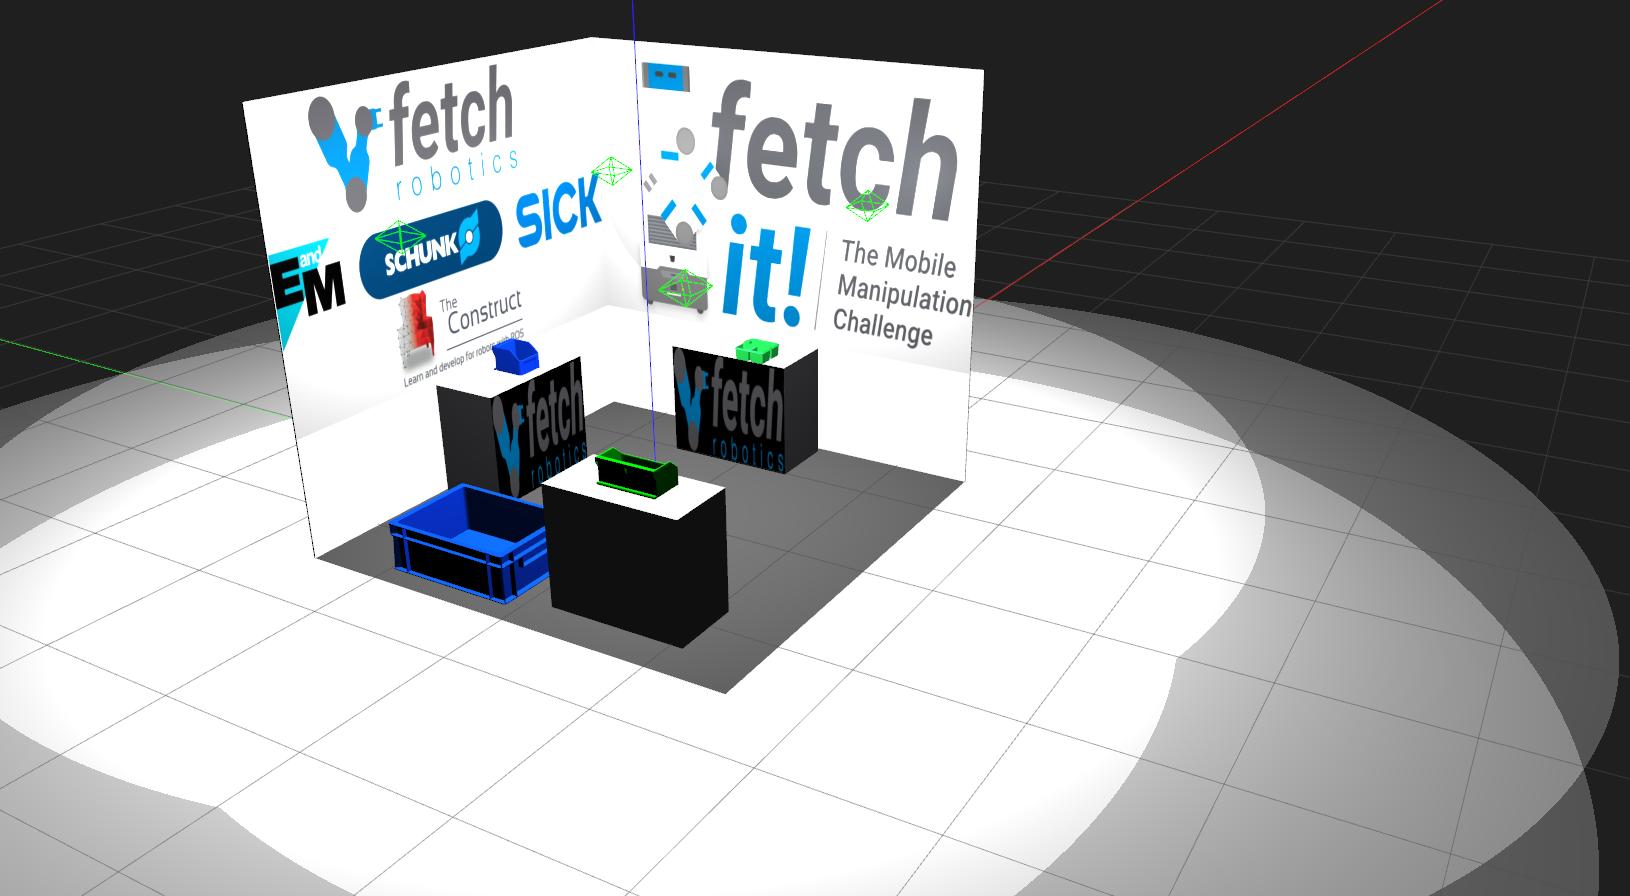 fetch
robotics
SICK
SCHUNK
E and M
The
Construct
Learn and develop for robots with ROS
fetch
it!
The Mobile
Manipulation
Challenge
fetch
robotics
fetch
robotics